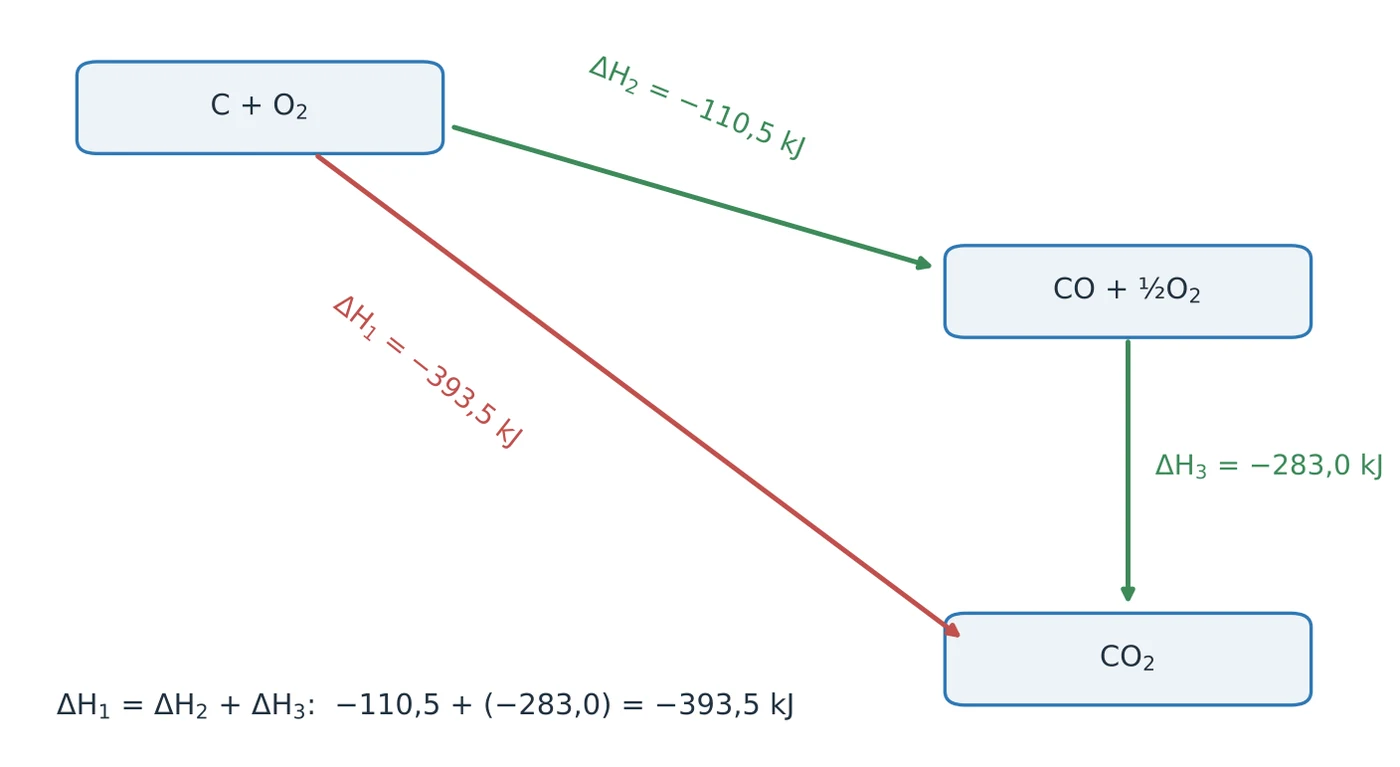 C + O₂
ΔH₂ = −110,5 kJ
CO + ½O₂
ΔH₁ = −393,5 kJ
ΔH₃ = −283,0 kJ
CO₂
ΔH₁ = ΔH₂ + ΔH₃: −110,5 + (−283,0) = −393,5 kJ